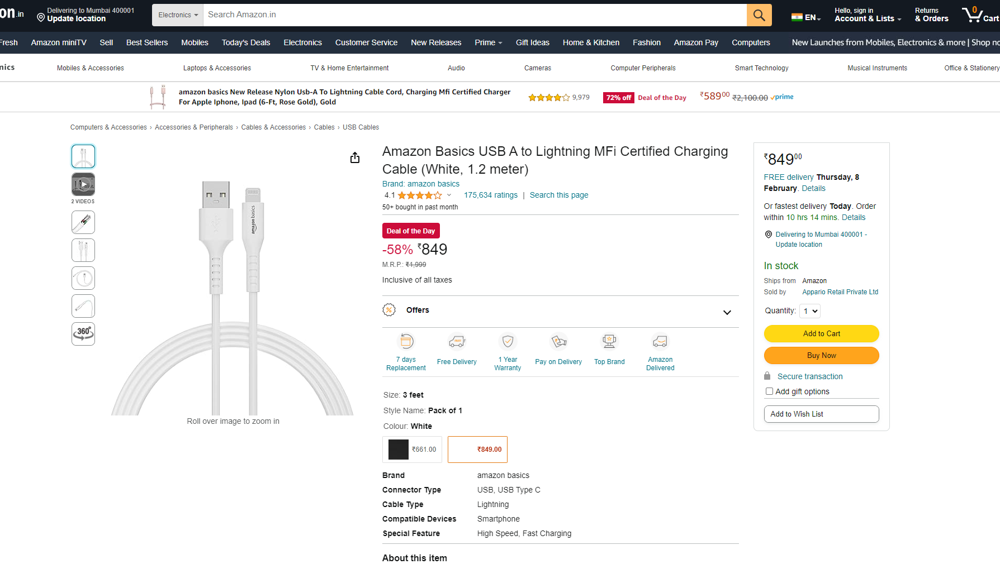 on.in
Delivering to Mumbai 400001
Update location
Electronics
Search Amazon.in
EN
Hello, sign in
Account & Lists
Returns
& Orders
0
Cart
Fresh
Amazon miniTV
Sell
Best Sellers
Mobiles
Today's Deals
Electronics
Customer Service
New Releases
Prime
Gift Ideas
Home & Kitchen
Fashion
Amazon Pay
Computers
New Launches from Mobiles, Electronics & more | Shop no
nics
Mobiles & Accessories
Laptops & Accessories
TV & Home Entertainment
Audio
Cameras
Computer Peripherals
Smart Technology
Musical Instruments
Office & Stationery
amazon basics New Release Nylon Usb-A To Lightning Cable Cord, Charging Mfi Certified Charger
For Apple Iphone, Ipad (6-Ft, Rose Gold), Gold
9,979
72% off
Deal of the Day
₹58900
₹2,100.00
prime
Computers & Accessories › Accessories & Peripherals › Cables & Accessories › Cables › USB Cables
2 VIDEOS
360°
amazon basics
Roll over image to zoom in
Amazon Basics USB A to Lightning MFi Certified Charging
Cable (White, 1.2 meter)
Brand: amazon basics
4.1
175,634 ratings | Search this page
50+ bought in past month
Deal of the Day
-58% ₹849
M.R.P.: ₹1,999
Inclusive of all taxes
%
Offers
7 days
Replacement
FREE
Free Delivery
1 Year
Warranty
Pay on Delivery
Top Brand
Amazon
Delivered
Size: 3 feet
Style Name: Pack of 1
Colour: White
₹661.00
₹849.00
Brand amazon basics
Connector Type USB, USB Type C
Cable Type Lightning
Compatible Devices Smartphone
Special Feature High Speed, Fast Charging
About this item
₹84900
FREE delivery Thursday, 8
February. Details
Or fastest delivery Today. Order
within 10 hrs 14 mins. Details
Delivering to Mumbai 400001 -
Update location
In stock
Ships from Amazon
Sold by Appario Retail Private Ltd
Quantity: 1
Add to Cart
Buy Now
Secure transaction
Add gift options
Add to Wish List